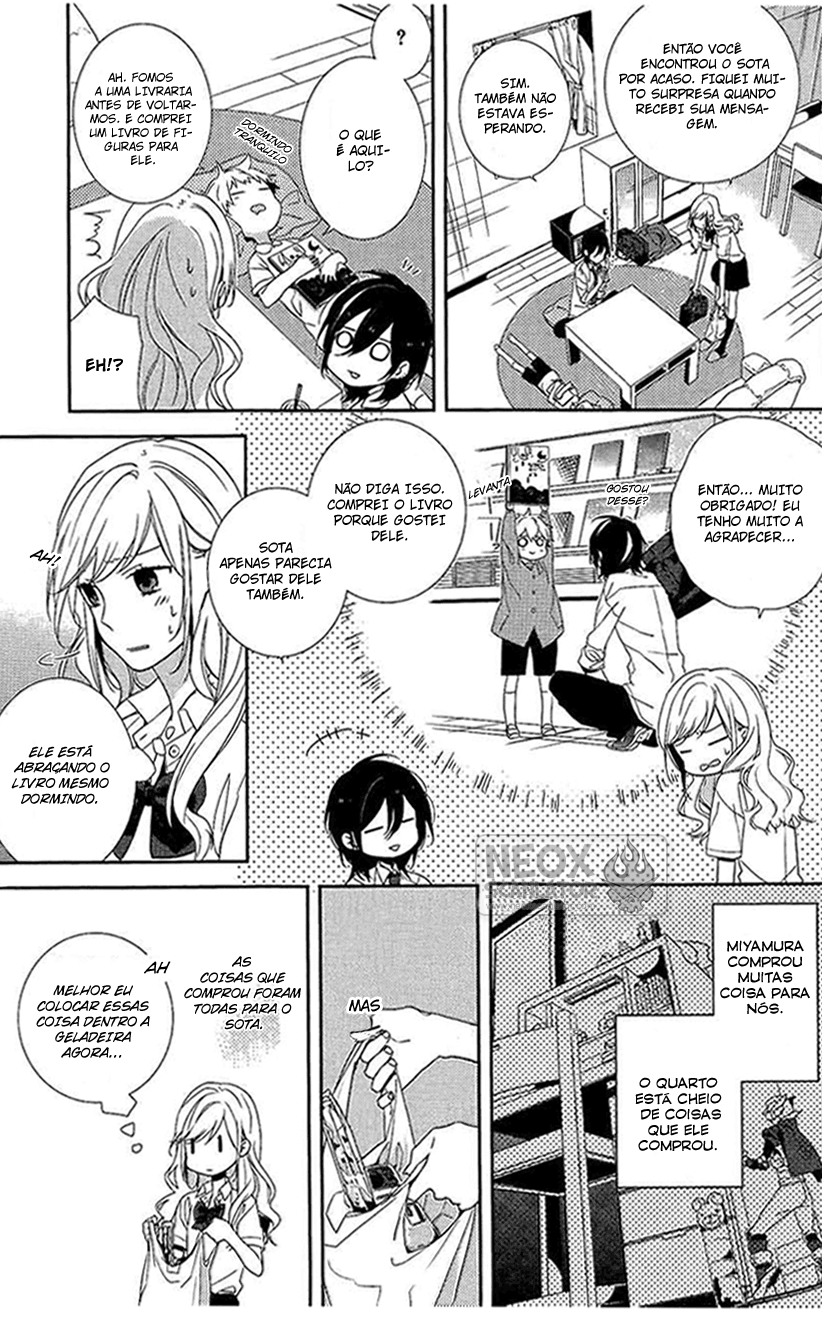 ENTÃO VOCÊ
ENCONTROU O SOTA
POR ACASO. FIQUEI MUI-
TO SURPRESA QUANDO
RECEBI SUA MENSA-
GEM.
SIM.
TAMBÉM NÃO
ESTAVA ES-
PERANDO.
?
O QUE
É AQUI-
LO?
AH. FOMOS
A UMA LIVRARIA
ANTES DE VOLTAR-
MOS. E COMPREI
UM LIVRO DE FI-
GURAS PARA
ELE.
DORMINDO
TRANQUILO
EH!?
ENTÃO... MUITO
OBRIGADO! EU
TENHO MUITO A
AGRADECER...
GOSTOU
DESSE?
LEVANTA
NÃO DIGA ISSO.
COMPREI O LIVRO
PORQUE GOSTEI
DELE.
SOTA
APENAS PARECIA
GOSTAR DELE
TAMBÉM.
AH!
ELE ESTÁ
ABRAÇANDO O
LIVRO MESMO
DORMINDO.
NEOX
MIYAMURA
COMPROU
MUITAS
COISA PARA
NÓS.
O QUARTO
ESTÁ CHEIO
DE COISAS
QUE ELE
COMPROU.
MAS
AS
COISAS QUE
COMPROU FORAM
TODAS PARA O
SOTA.
AH
MELHOR EU
COLOCAR ESSAS
COISA DENTRO A
GELADEIRA
AGORA...